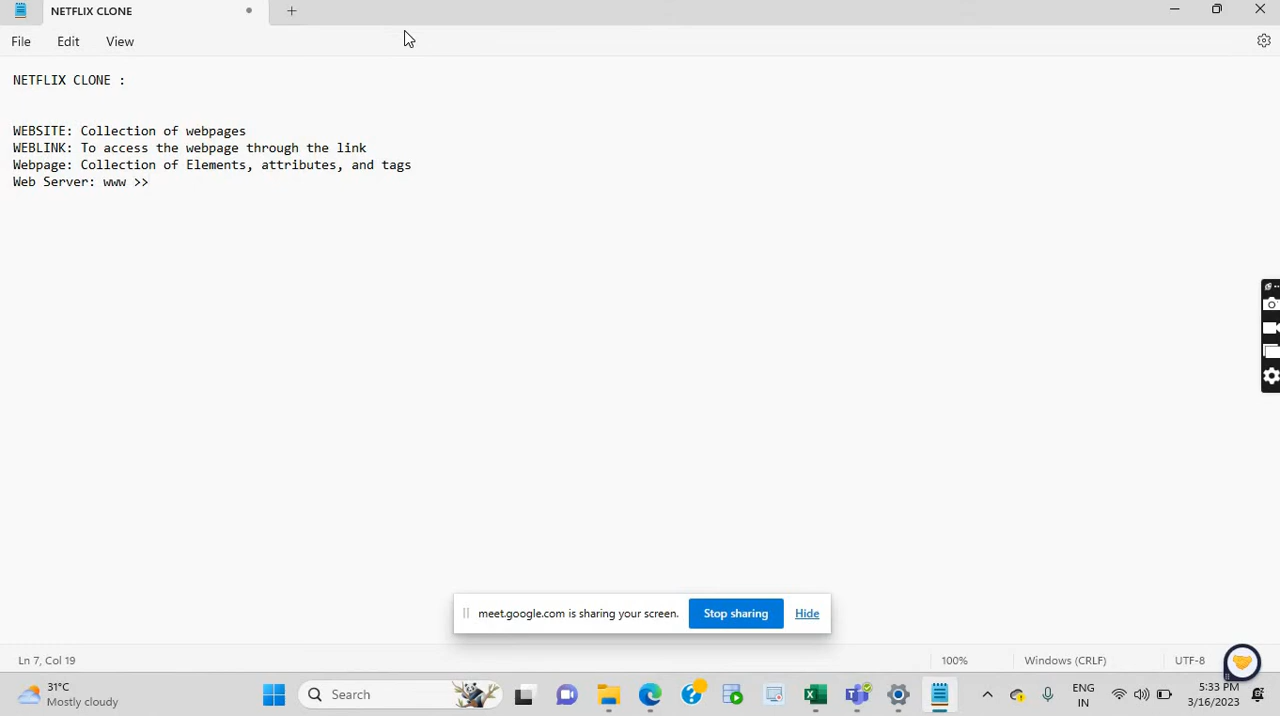 NETFLIX CLONE
File Edit View
NETFLIX CLONE :
WEBSITE: Collection of webpages
WEBLINK: To access the webpage through the link
Webpage: Collection of Elements, attributes, and tags
Web Server: www >>
meet.google.com is sharing your screen. Stop sharing Hide
Ln 7, Col 19 100% Windows (CRLF) UTF-8
31°C
Mostly cloudy
Search
ENG
IN
5:33 PM
3/16/2023